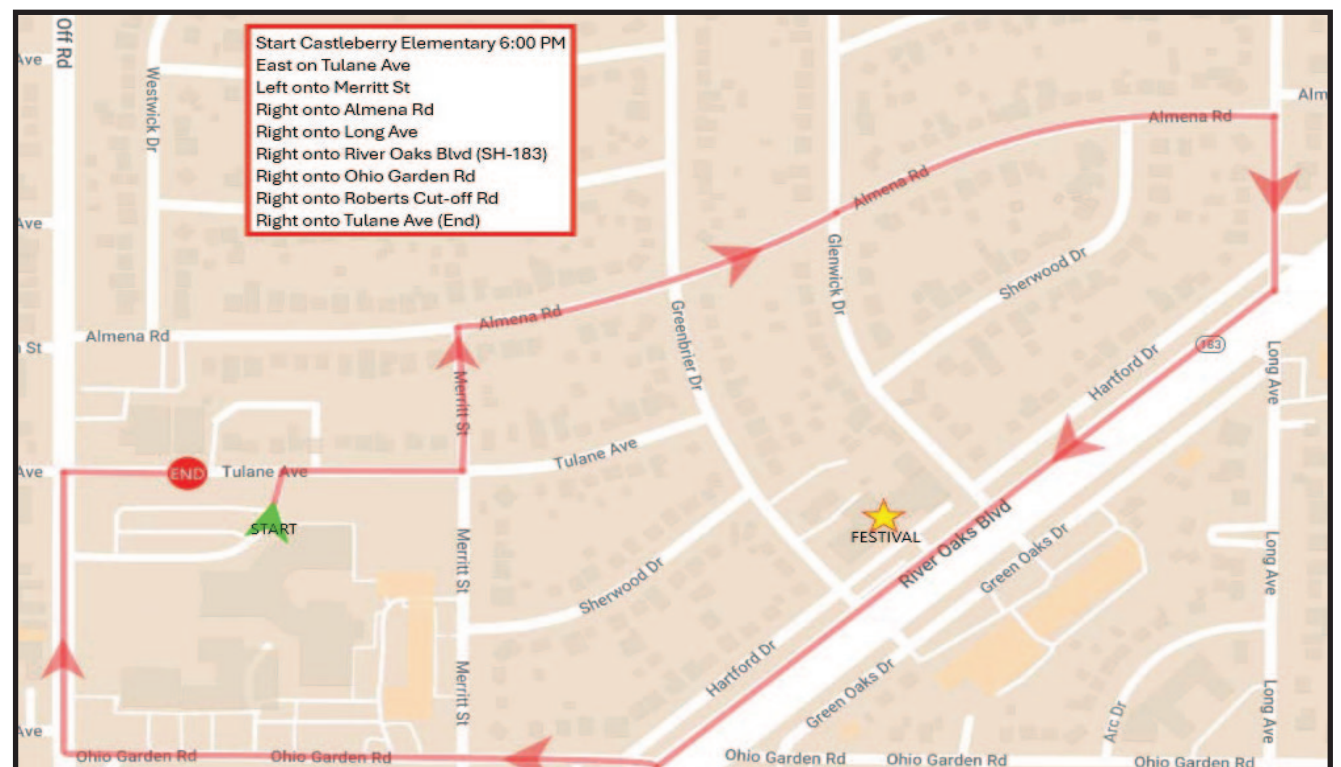 Off Rd
Ave
Westwick Dr
Start Castleberry Elementary 6:00 PM
East on Tulane Ave
Left onto Merritt St
Right onto Almena Rd
Right onto Long Ave
Right onto River Oaks Blvd (SH-183)
Right onto Ohio Garden Rd
Right onto Roberts Cut-off Rd
Right onto Tulane Ave (End)
Alm
Almena Rd
Almena Rd
Ave
Glenwick Dr
Sherwood Dr
Almena Rd
Almena Rd
St
Greenbrier Dr
Hartford Dr
183
Long Ave
Merritt St
Tulane Ave
Ave
END
Tulane Ave
START
FESTIVAL
River Oaks Blvd
Green Oaks Dr
Long Ave
Merritt St
Sherwood Dr
Hartford Dr
Green Oaks Dr
Merritt St
Arc Dr
Long Ave
Ave
Ohio Garden Rd
Ohio Garden Rd
Ohio Garden Rd
Ohio Garden Rd
Ohio Garden Rd